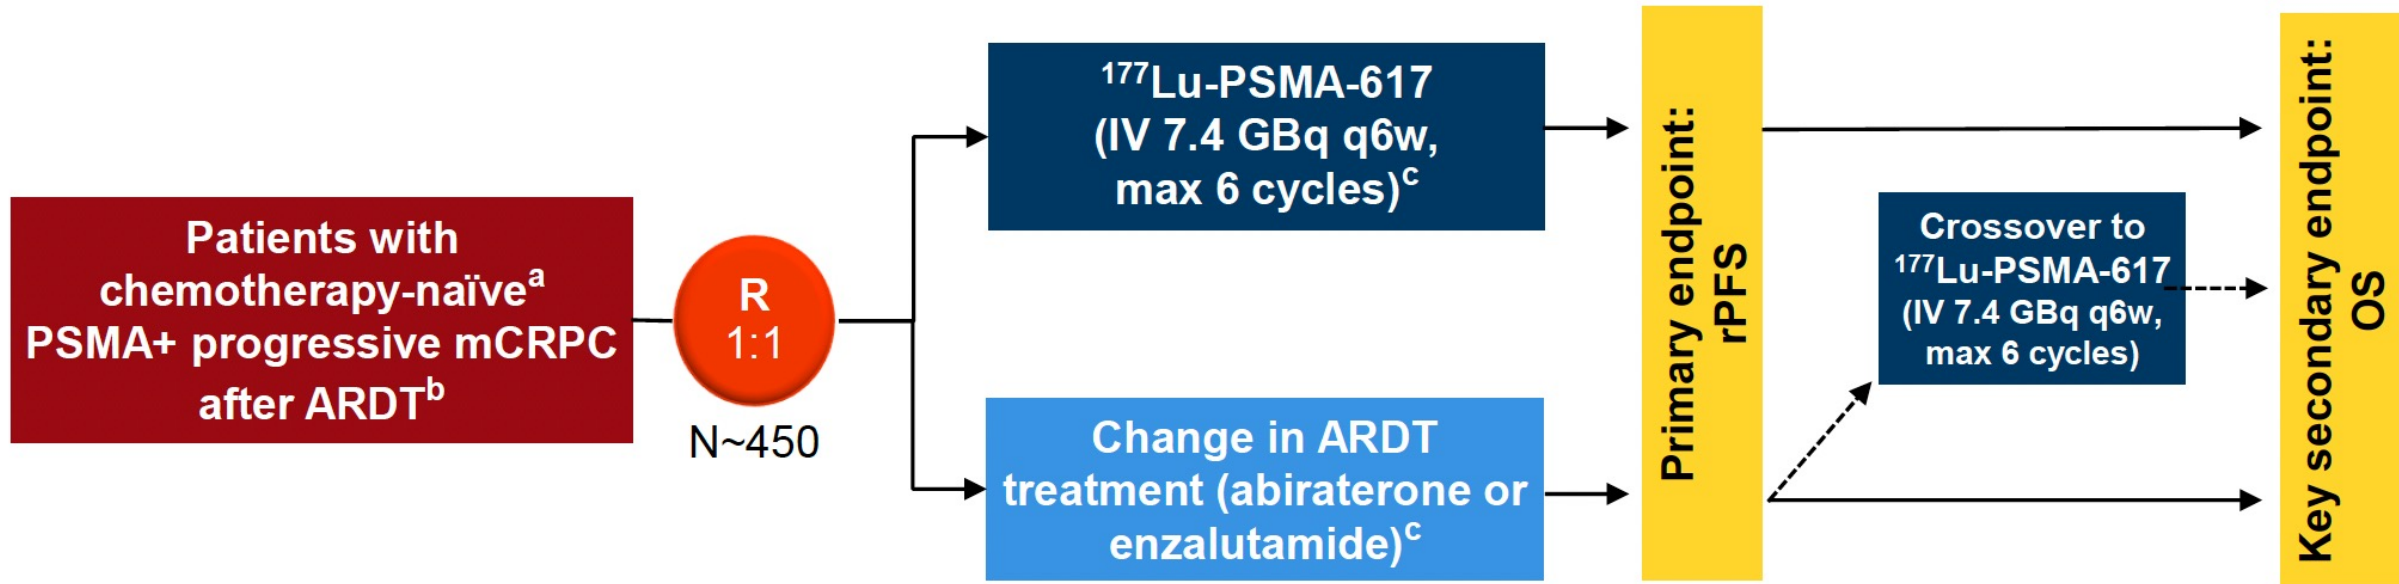 Patients with
chemotherapy-naïveᵃ
PSMA+ progressive mCRPC
after ARDTᵇ
R
1:1
N~450
¹⁷⁷Lu-PSMA-617
(IV 7.4 GBq q6w,
max 6 cycles)ᶜ
Change in ARDT
treatment (abiraterone or
enzalutamide)ᶜ
Primary endpoint:
rPFS
Crossover to
¹⁷⁷Lu-PSMA-617
(IV 7.4 GBq q6w,
max 6 cycles)
Key secondary endpoint:
OS